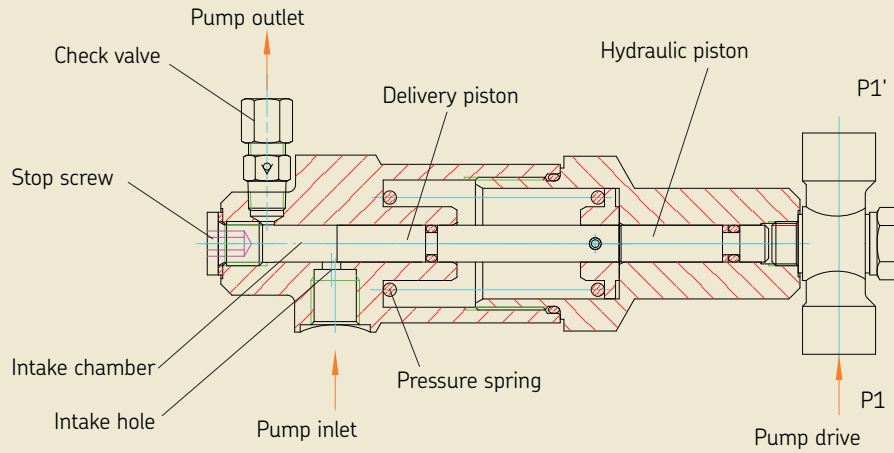 Pump outlet
Check valve
Hydraulic piston
Delivery piston
P1'
Stop screw
Intake chamber
Pressure spring
Intake hole
Pump inlet
P1
Pump drive